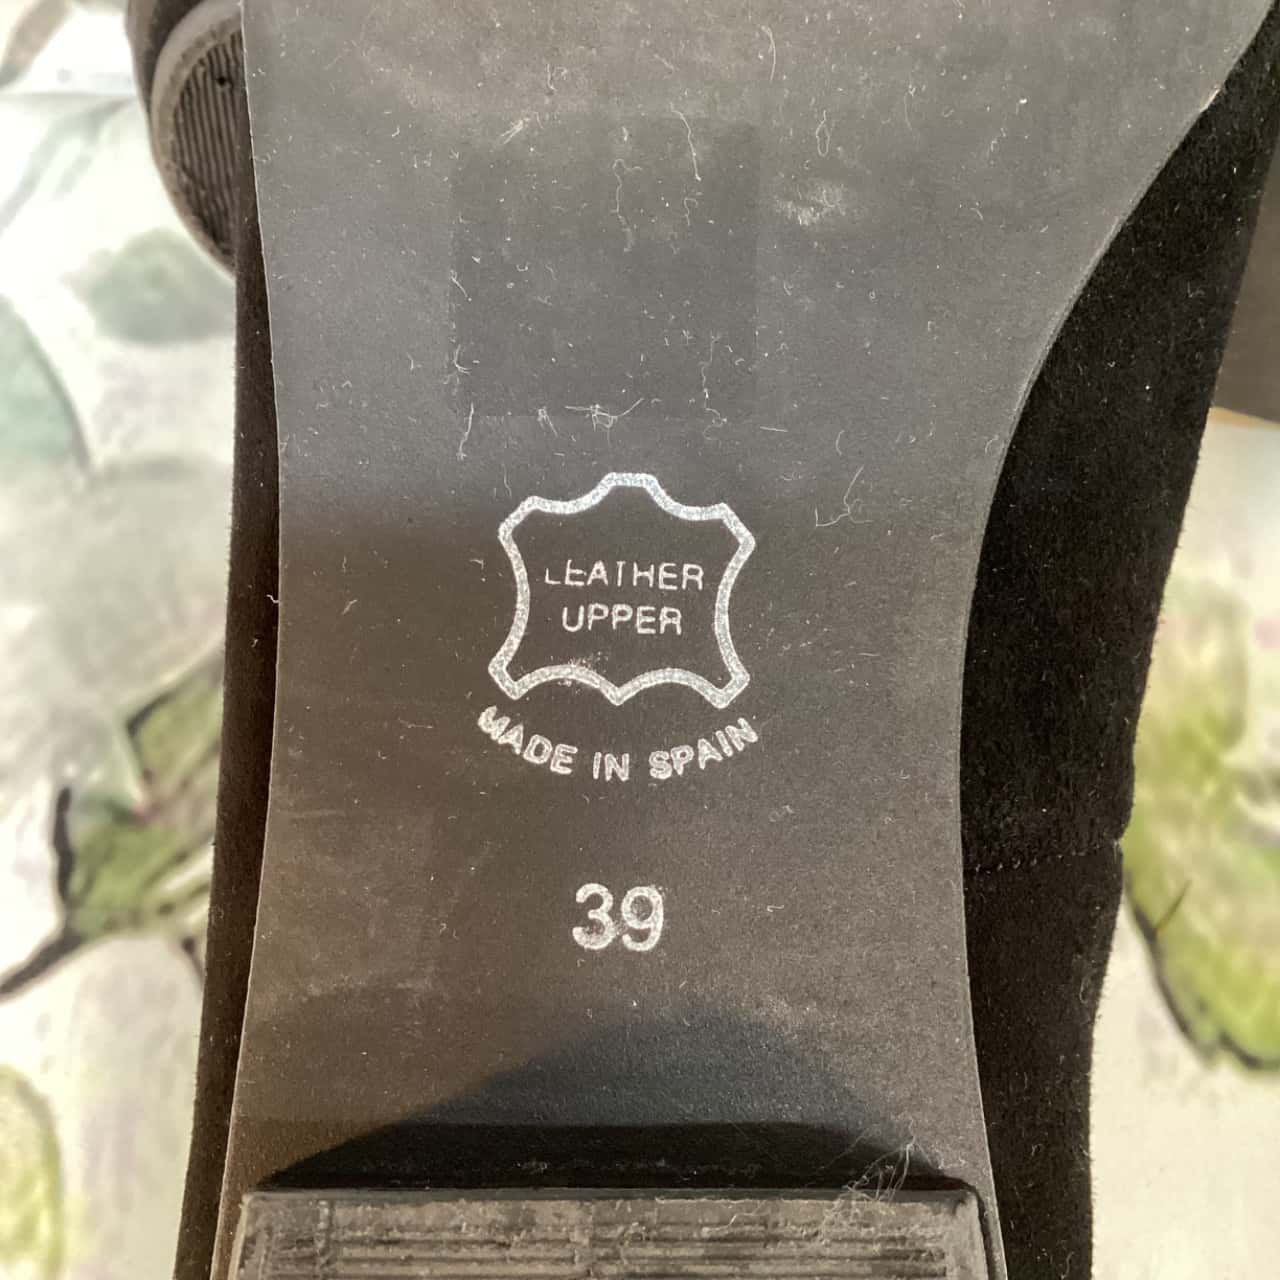 LEATHER
UPPER
MADE IN SPAIN
39